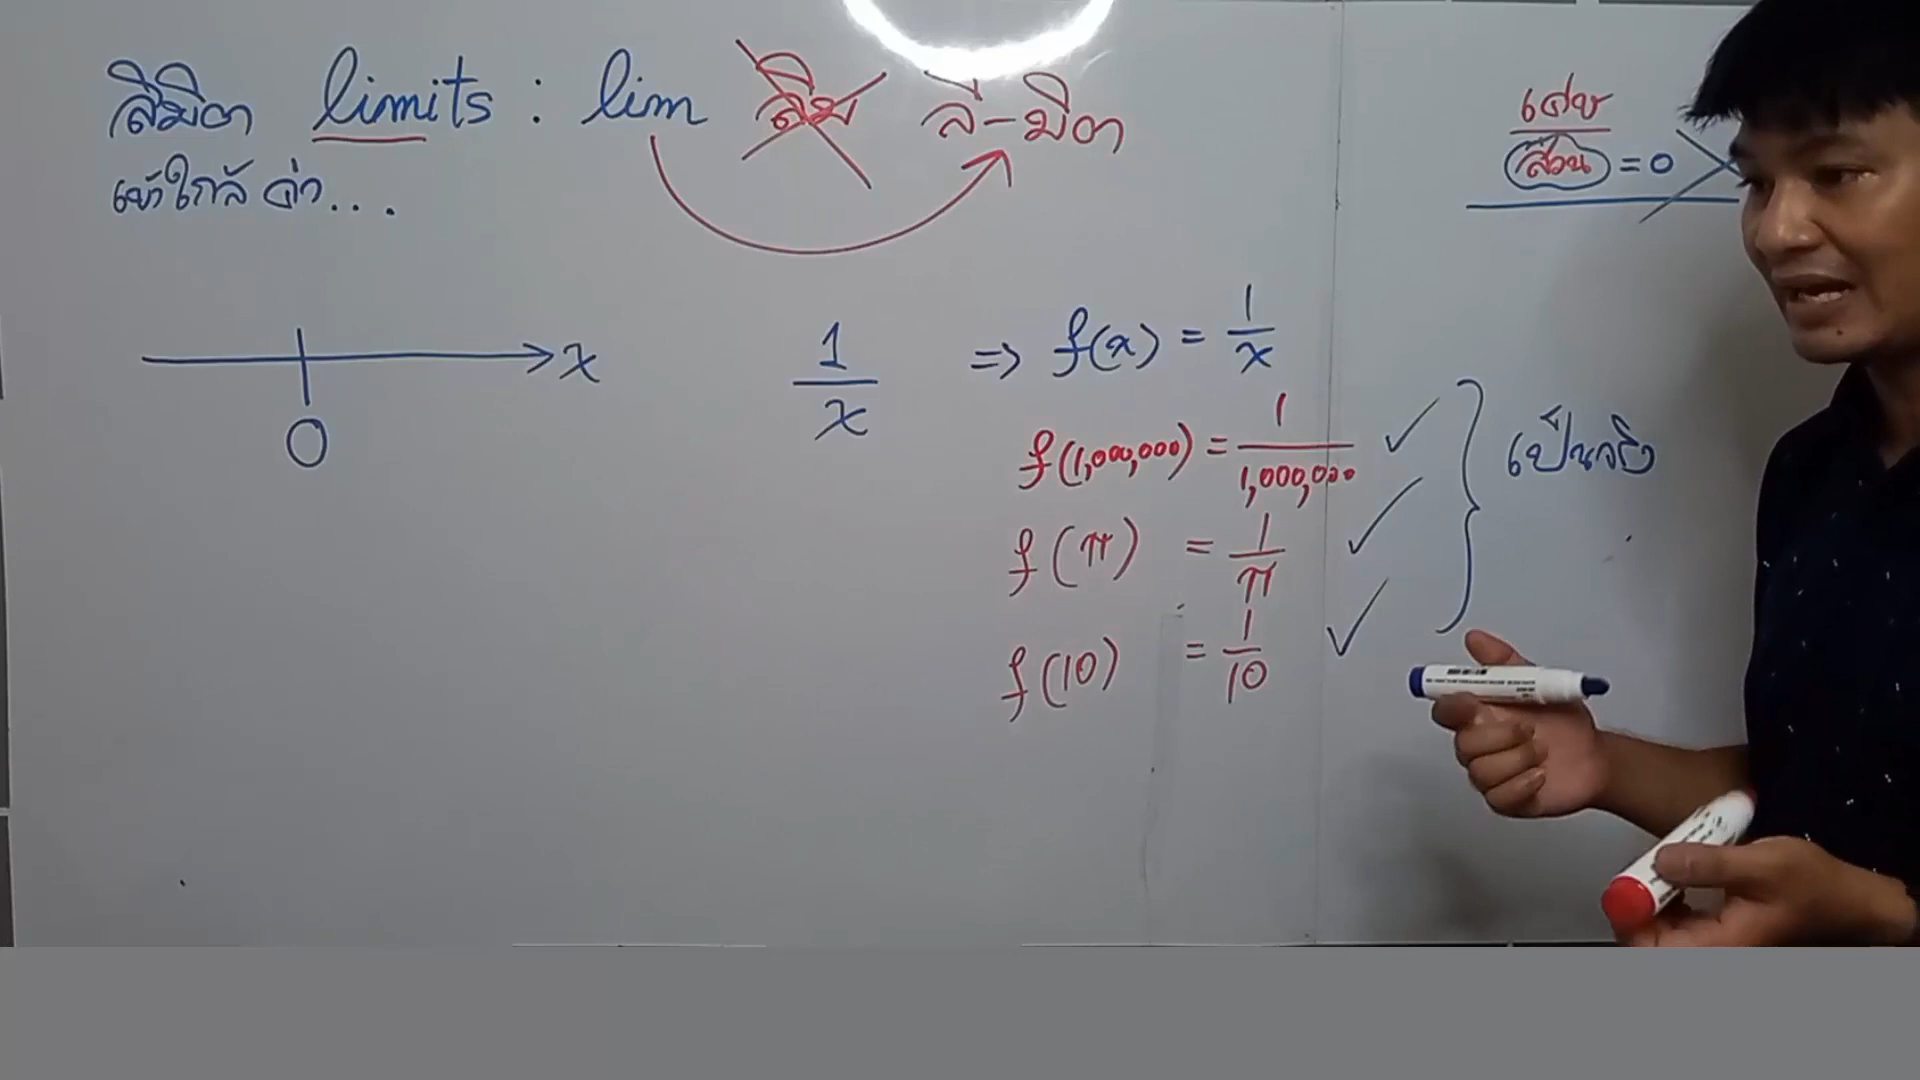 ลิมิต limits : lim ลิม ลิ-มิต
เข้าใกล้ ค่า...
เศษ
ส่วน = 0
x
0
1/x => f(x) = 1/x
f(1,000,000) = 1/1,000,000 ✓
f(π) = 1/π ✓
f(10) = 1/10 ✓
เป็นจริง